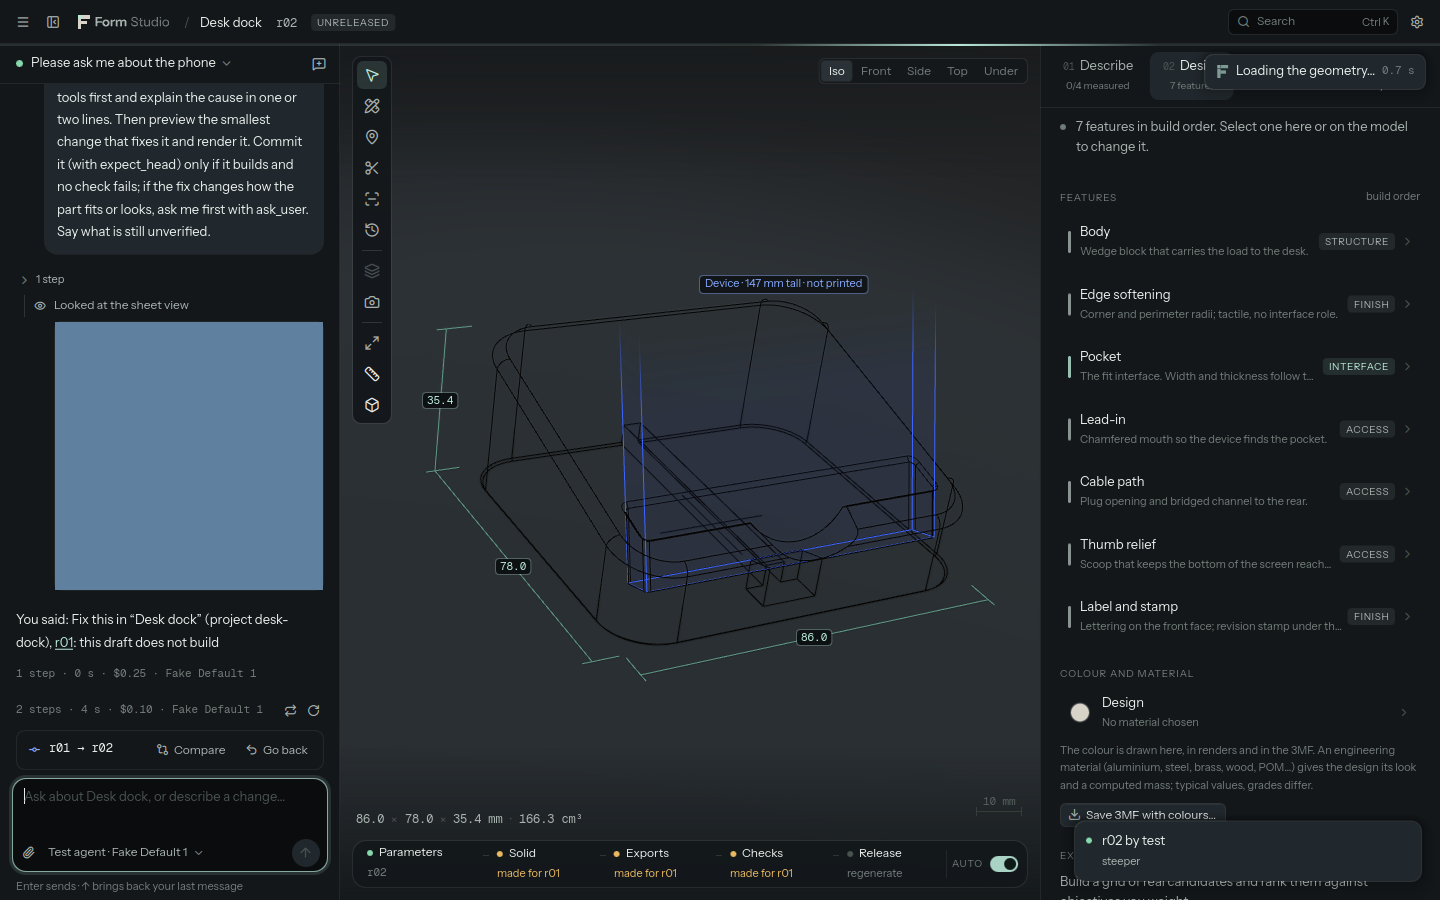 Form Studio / Desk dock r02 UNRELEASED
Search Ctrl K
Please ask me about the phone
tools first and explain the cause in one or
two lines. Then preview the smallest
change that fixes it and render it. Commit
it (with expect_head) only if it builds and
no check fails; if the fix changes how the
part fits or looks, ask me first with ask_user.
Say what is still unverified.
1 step
Looked at the sheet view
You said: Fix this in “Desk dock” (project desk-
dock), r01: this draft does not build
1 step · 0 s · $0.25 · Fake Default 1
2 steps · 4 s · $0.10 · Fake Default 1
r01 → r02 Compare Go back
Ask about Desk dock, or describe a change...
Test agent · Fake Default 1
Enter sends · ↑ brings back your last message
Iso Front Side Top Under
Device · 147 mm tall · not printed
35.4
78.0
86.0
10 mm
86.0 × 78.0 × 35.4 mm · 166.3 cm³
Parameters
r02
Solid
made for r01
Exports
made for r01
Checks
made for r01
Release
regenerate
AUTO
01 Describe
0/4 measured
02 Desi
7 featur
Loading the geometry... 0.7 s
7 features in build order. Select one here or on the model
to change it.
FEATURES build order
Body
Wedge block that carries the load to the desk.
STRUCTURE
Edge softening
Corner and perimeter radii; tactile, no interface role.
FINISH
Pocket
The fit interface. Width and thickness follow t...
INTERFACE
Lead-in
Chamfered mouth so the device finds the pocket.
ACCESS
Cable path
Plug opening and bridged channel to the rear.
ACCESS
Thumb relief
Scoop that keeps the bottom of the screen reach...
ACCESS
Label and stamp
Lettering on the front face; revision stamp under th...
FINISH
COLOUR AND MATERIAL
Design
No material chosen
The colour is drawn here, in renders and in the 3MF. An engineering
material (aluminium, steel, brass, wood, POM...) gives the design its look
and a computed mass; typical values, grades differ.
Save 3MF with colours...
r02 by test
steeper
EX
Build a grid of real candidates and rank them against